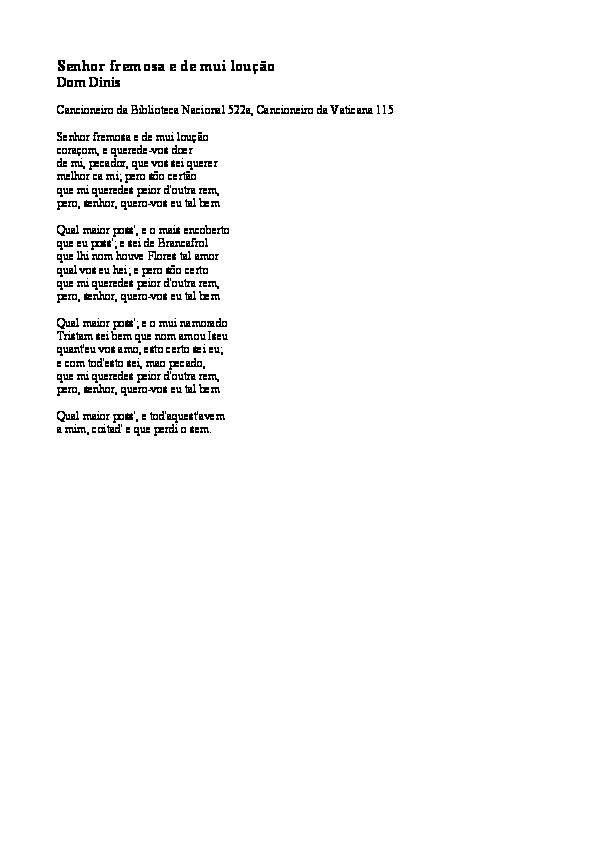 Senhor fremosa e de mui loução
Dom Dinis
Cancioneiro da Biblioteca Nacional 522a, Cancioneiro da Vaticana 115
Senhor fremosa e de mui loução
coraçom, e querede-vos doer
de mi, pecador, que vos sei querer
melhor ca mi; pero sõo certão
que mi queredes peior d'outra rem,
pero, senhor, quero-vos eu tal bem
Qual maior poss', e o mais encoberto
que eu poss'; e sei de Brancafrol
que lhi nom houve Flores tal amor
qual vos eu hei; e pero sõo certo
que mi queredes peior d'outra rem,
pero, senhor, quero-vos eu tal bem
Qual maior poss'; e o mui namorado
Tristam sei bem que nom amou Iseu
quant'eu vos amo, esto certo sei eu;
e com tod'esto sei, mao pecado,
que mi queredes peior d'outra rem,
pero, senhor, quero-vos eu tal bem
Qual maior poss', e tod'aquest'avem
a mim, coitad' e que perdi o sem.